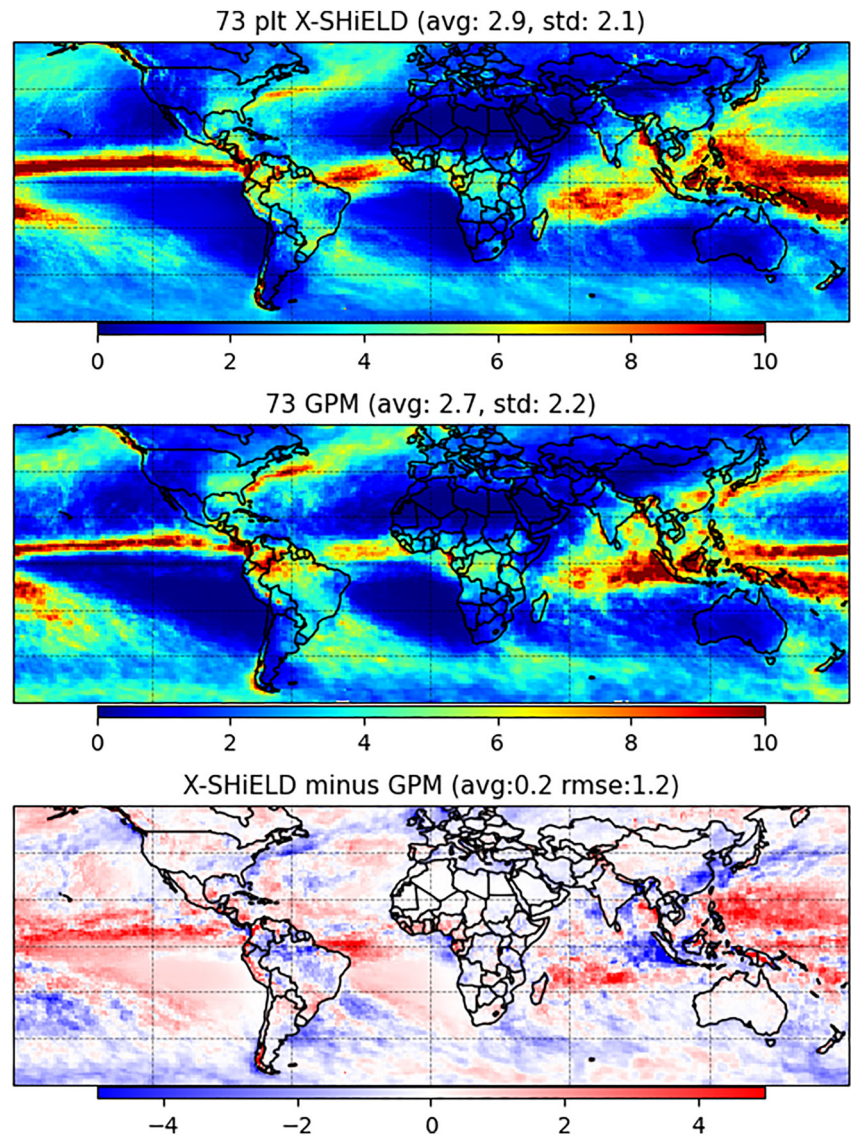 73 plt X-SHiELD (avg: 2.9, std: 2.1)
0 2 4 6 8 10
73 GPM (avg: 2.7, std: 2.2)
0 2 4 6 8 10
X-SHiELD minus GPM (avg:0.2 rmse:1.2)
−4 −2 0 2 4